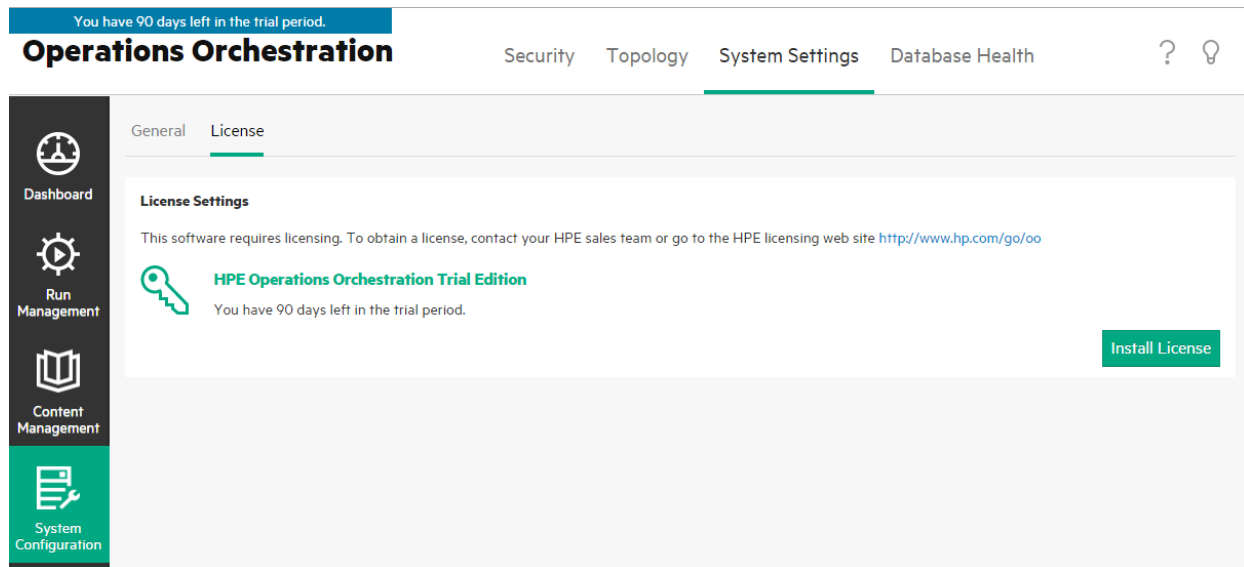 You have 90 days left in the trial period.
Operations Orchestration
Security
Topology
System Settings
Database Health
?
Dashboard
Run
Management
Content
Management
System
Configuration
General
License
License Settings
This software requires licensing. To obtain a license, contact your HPE sales team or go to the HPE licensing web site http://www.hp.com/go/oo
HPE Operations Orchestration Trial Edition
You have 90 days left in the trial period.
Install License